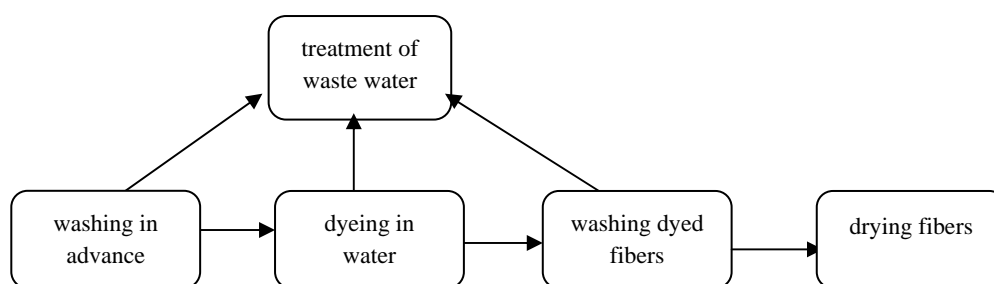 treatment of
waste water
washing in
advance
dyeing in
water
washing dyed
fibers
drying fibers